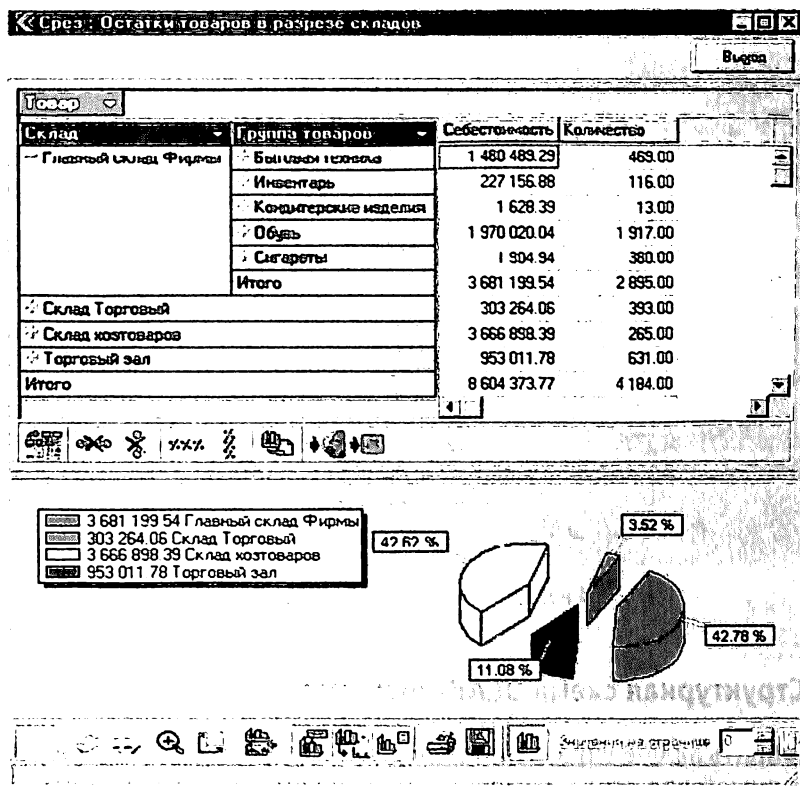 Срез : Остатки товаров в разрезе складов
Выход
Товар
Склад Группа товаров Себестоимость Количество
Главный склад Фирмы Бытовая техника 1 480 489.29 469.00
Инвентарь 227 156.88 116.00
Кондитерские изделия 1 628.39 13.00
Обувь 1 970 020.04 1 917.00
Сигареты 1 904.94 380.00
Итого 3 681 199.54 2 895.00
Склад Торговый 303 264.06 393.00
Склад хозтоваров 3 666 898.39 265.00
Торговый зал 953 011.78 631.00
Итого 8 604 373.77 4 184.00
3 681 199.54 Главный склад Фирмы
303 264.06 Склад Торговый
3 666 898 39 Склад хозтоваров
953 011 78 Торговый зал
42.62 %
3.52 %
42.78 %
11.08 %
Структурная схема
0